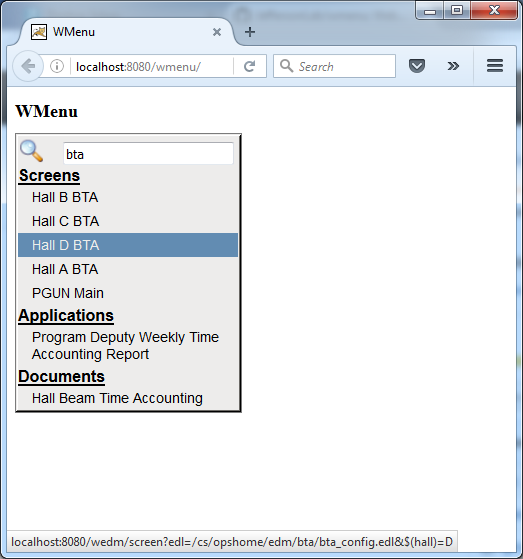 WMenu
localhost:8080/wmenu/
Search
WMenu
bta
Screens
Hall B BTA
Hall C BTA
Hall D BTA
Hall A BTA
PGUN Main
Applications
Program Deputy Weekly Time
Accounting Report
Documents
Hall Beam Time Accounting
localhost:8080/wedm/screen?edl=/cs/opshome/edm/bta/bta_config.edl&$(hall)=D